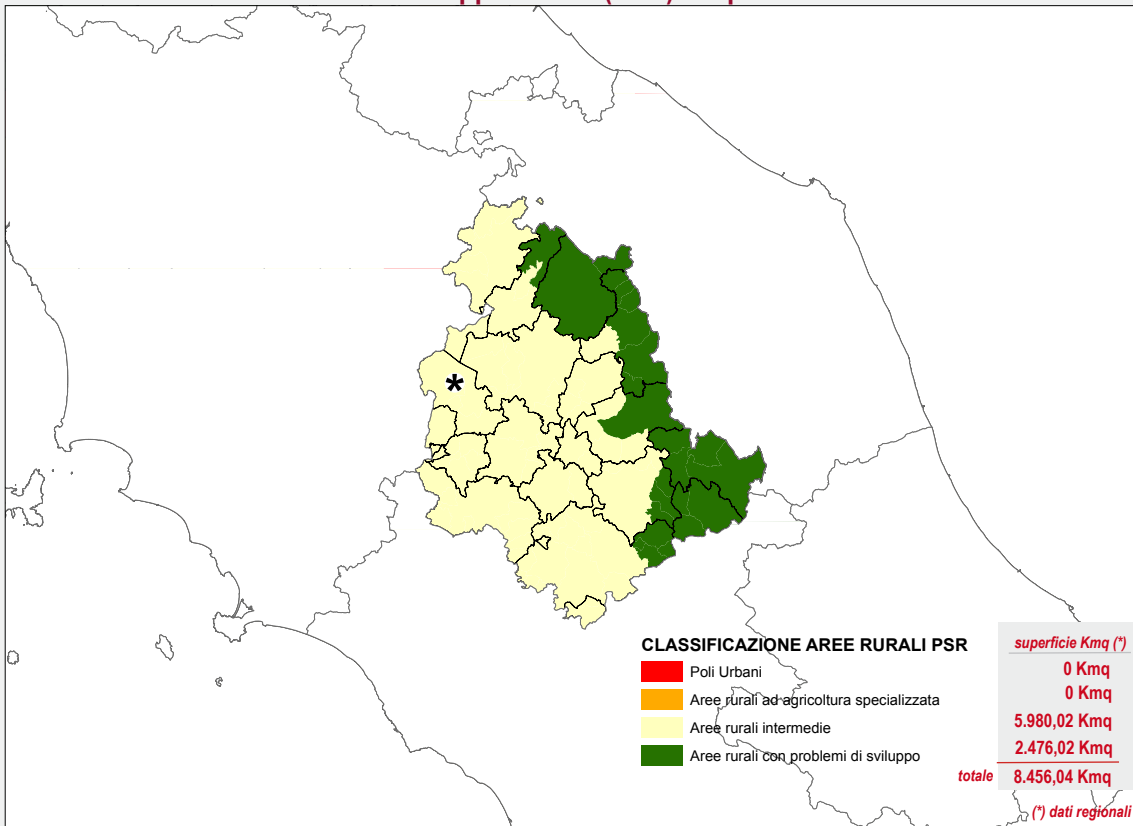 CLASSIFICAZIONE AREE RURALI PSR
superficie Kmq (*)
Poli Urbani
0 Kmq
Aree rurali ad agricoltura specializzata
0 Kmq
Aree rurali intermedie
5.980,02 Kmq
Aree rurali con problemi di sviluppo
2.476,02 Kmq
totale 8.456,04 Kmq
(*) dati regionali
*